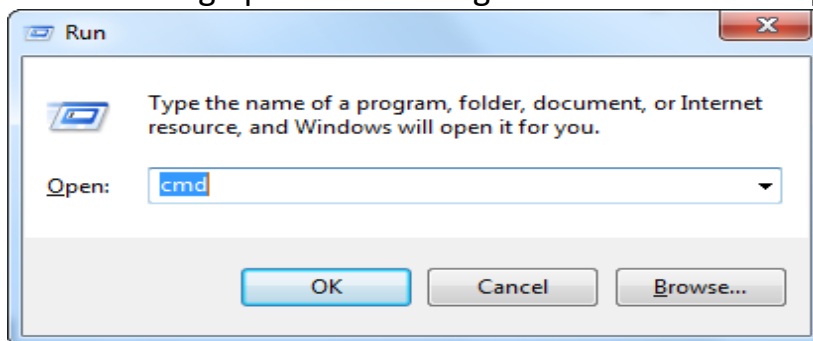 Run
Type the name of a program, folder, document, or Internet
resource, and Windows will open it for you.
Open:
cmd
OK
Cancel
Browse...